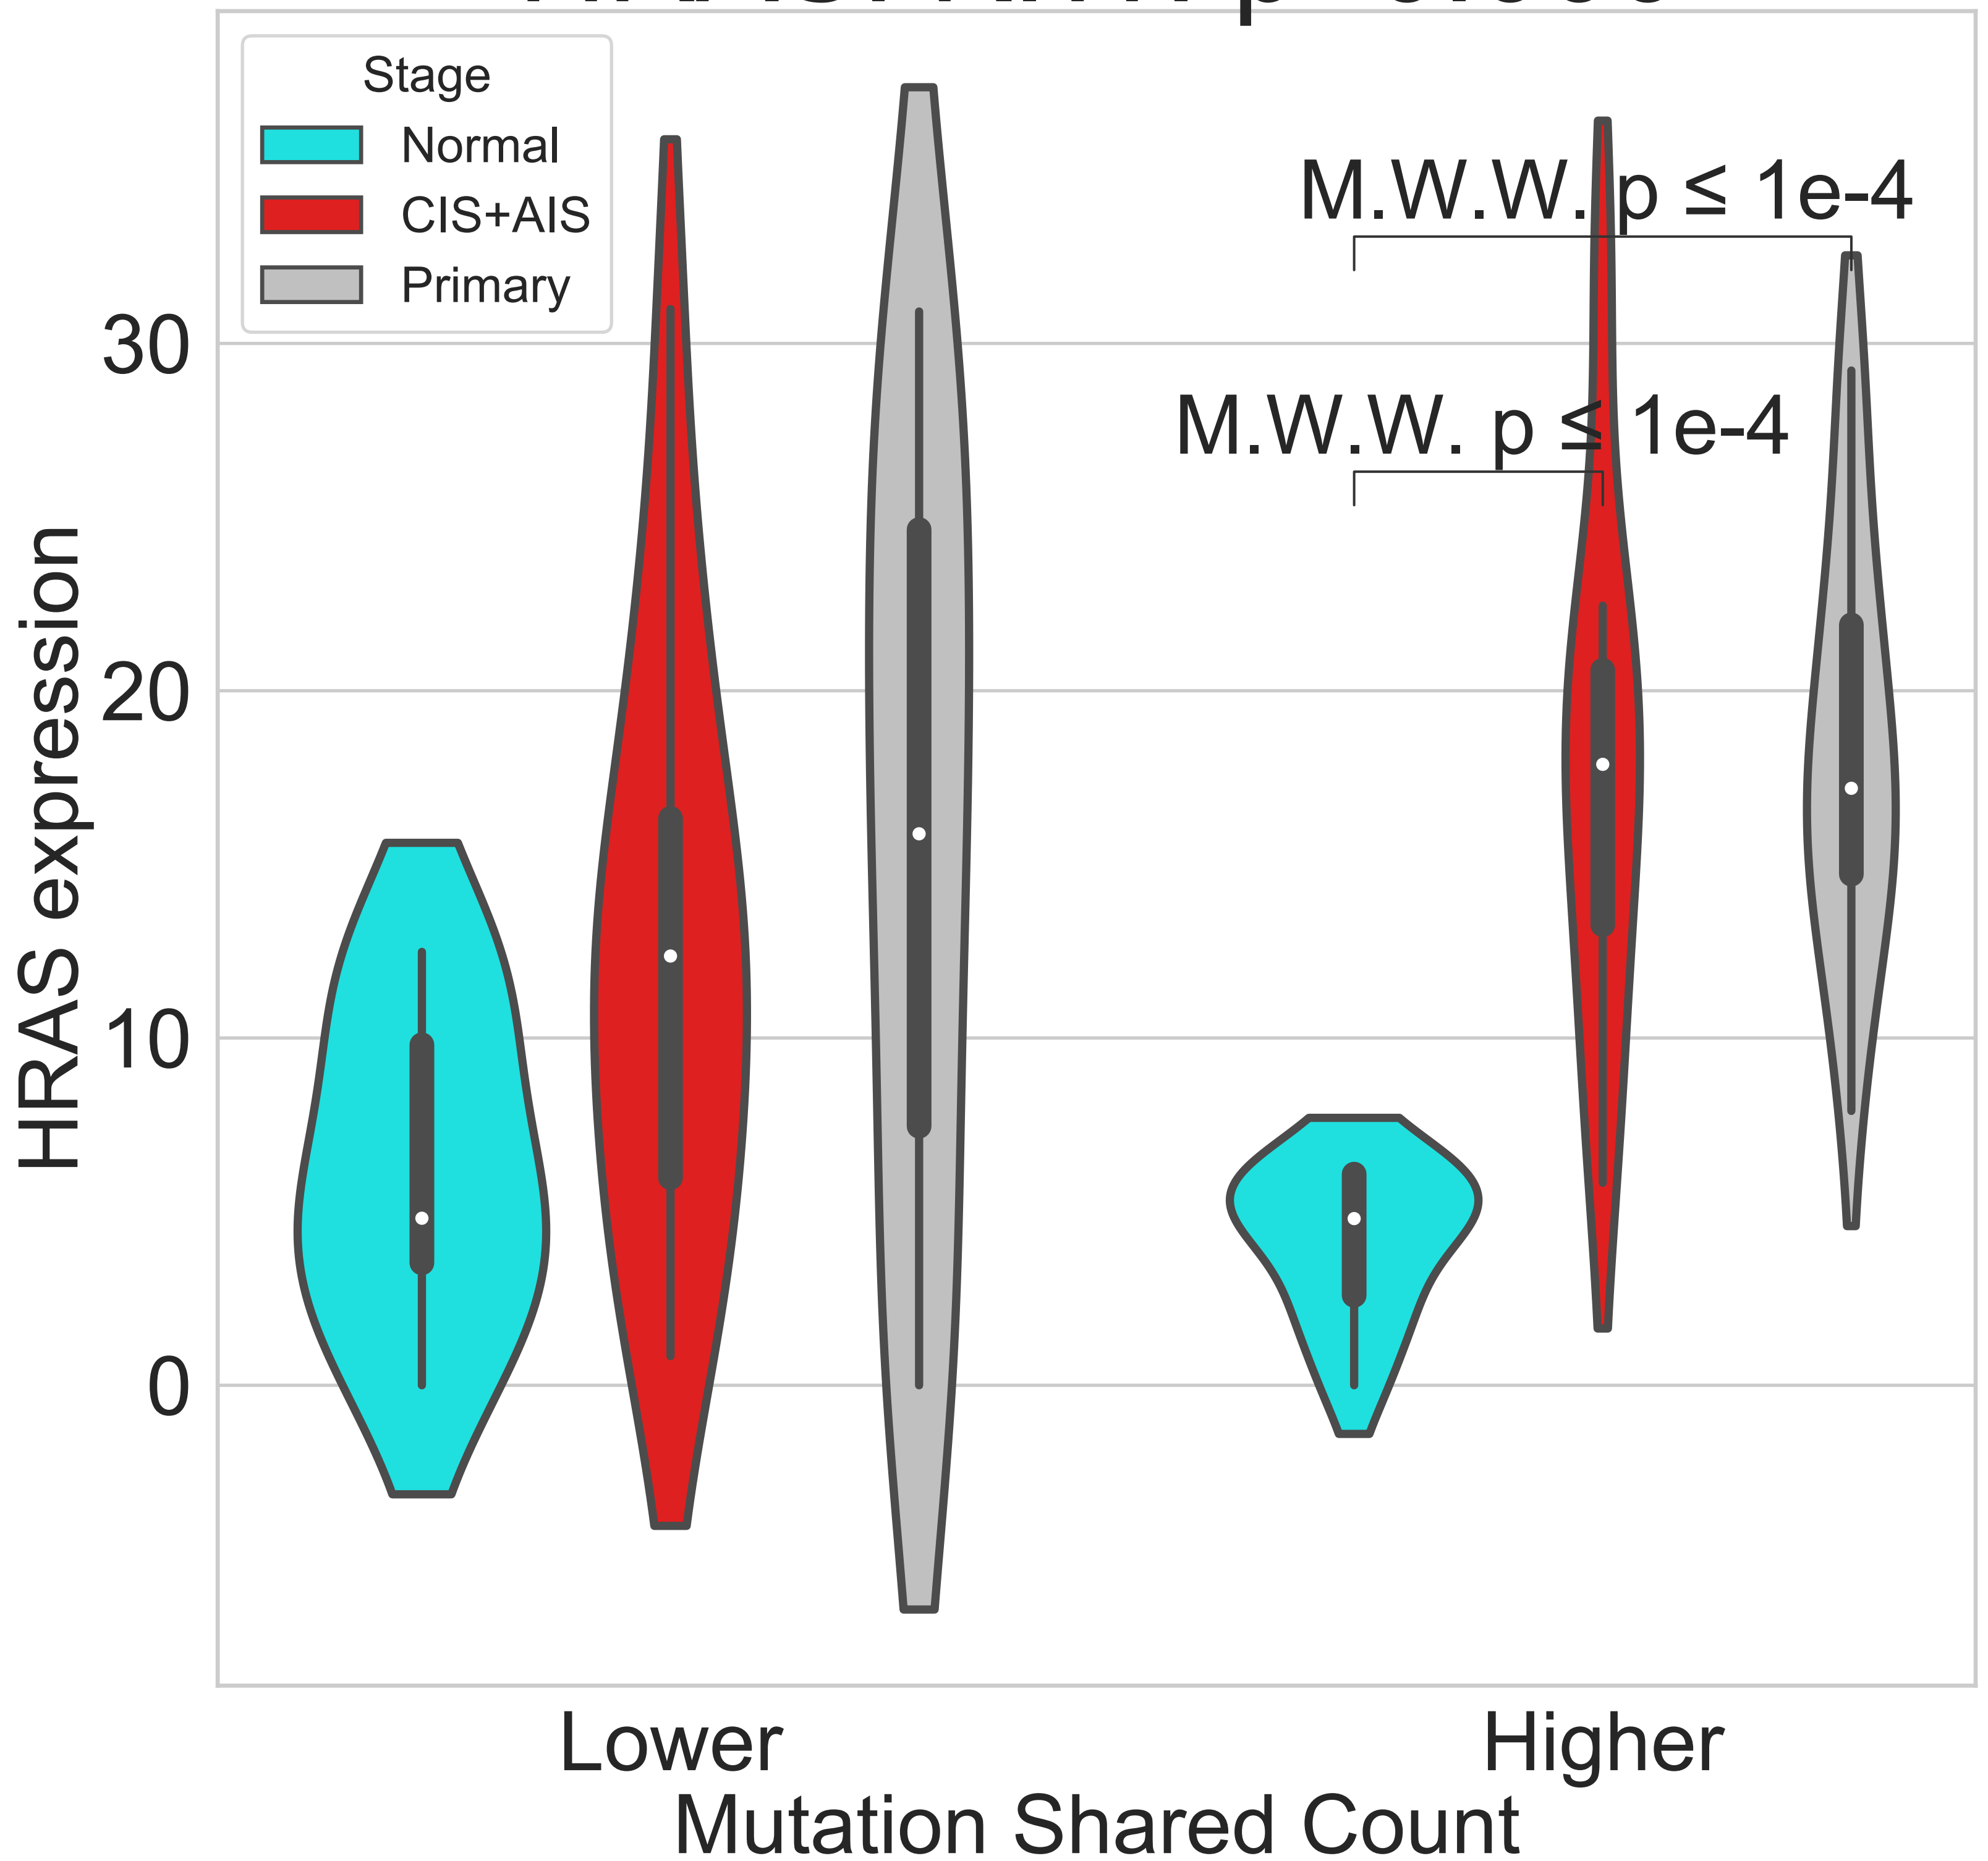 Stage
Normal
CIS+AIS
Primary
M.W.W. p ≤ 1e-4
M.W.W. p ≤ 1e-4
30
20
10
0
HRAS expression
Lower
Higher
Mutation Shared Count